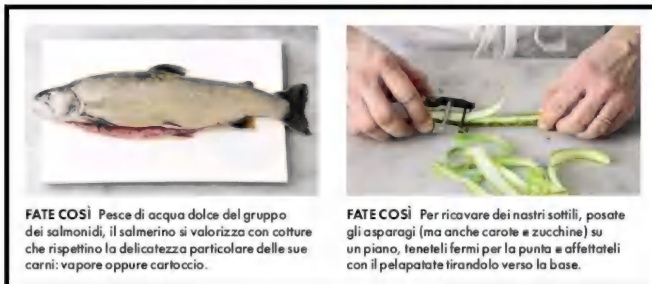 FATE COSÌ Pesce di acqua dolce del gruppo
dei salmonidi, il salmerino si valorizza con cotture
che rispettino la delicatezza particolare delle sue
carni: vapore oppure cartoccio.
FATE COSÌ Per ricavare dei nastri sottili, posate
gli asparagi (ma anche carote e zucchine) su
un piano, teneteli fermi per la punta e affettateli
con il pelapatate tirandolo verso la base.